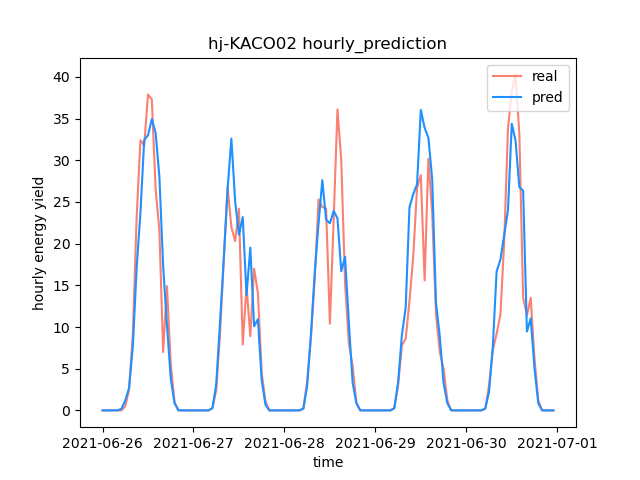 hj-KACO02 hourly_prediction
real
pred
40
35
30
25
20
15
10
5
0
hourly energy yield
2021-06-26 2021-06-27 2021-06-28 2021-06-29 2021-06-30 2021-07-01
time